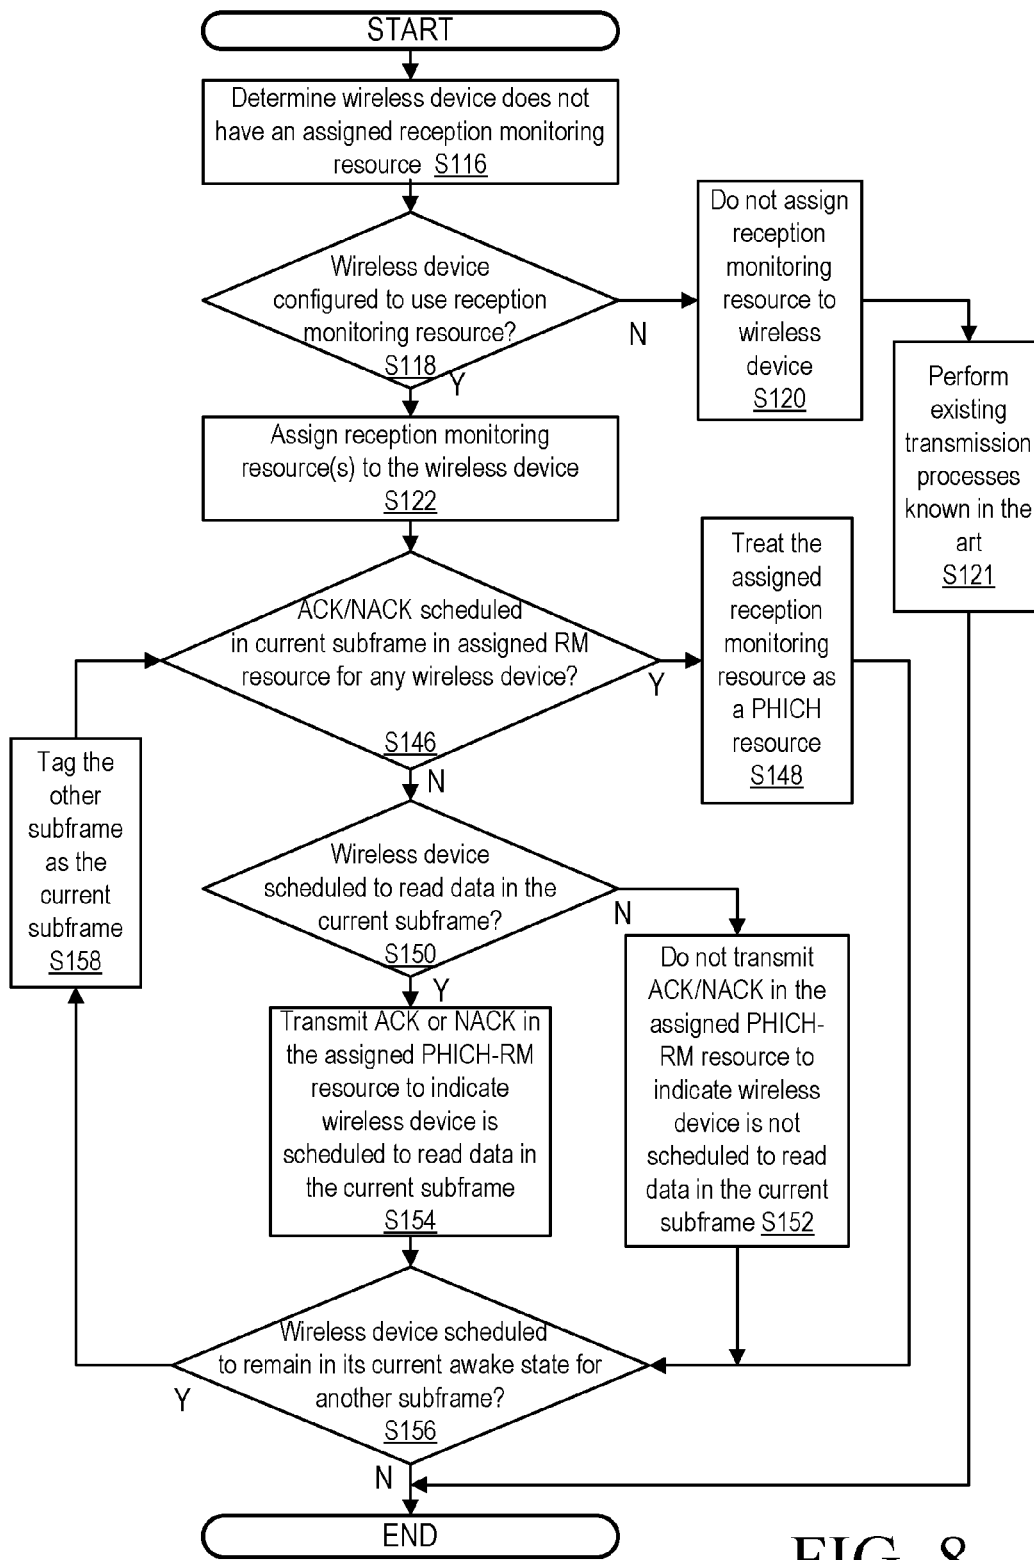 START
Determine wireless device does not
have an assigned reception monitoring
resource S116
Wireless device
configured to use reception
monitoring resource?
S118
N
Y
Do not assign
reception
monitoring
resource to
wireless
device
S120
Perform
existing
transmission
processes
known in the
art
S121
Assign reception monitoring
resource(s) to the wireless device
S122
ACK/NACK scheduled
in current subframe in assigned RM
resource for any wireless device?
S146
Y
N
Treat the
assigned
reception
monitoring
resource as
a PHICH
resource
S148
Tag the
other
subframe
as the
current
subframe
S158
Wireless device
scheduled to read data in the
current subframe?
S150
N
Y
Do not transmit
ACK/NACK in the
assigned PHICH-
RM resource to
indicate wireless
device is not
scheduled to read
data in the current
subframe S152
Transmit ACK or NACK in
the assigned PHICH-RM
resource to indicate
wireless device is
scheduled to read data in
the current subframe
S154
Wireless device scheduled
to remain in its current awake state for
another subframe?
S156
Y
N
END
FIG. 8